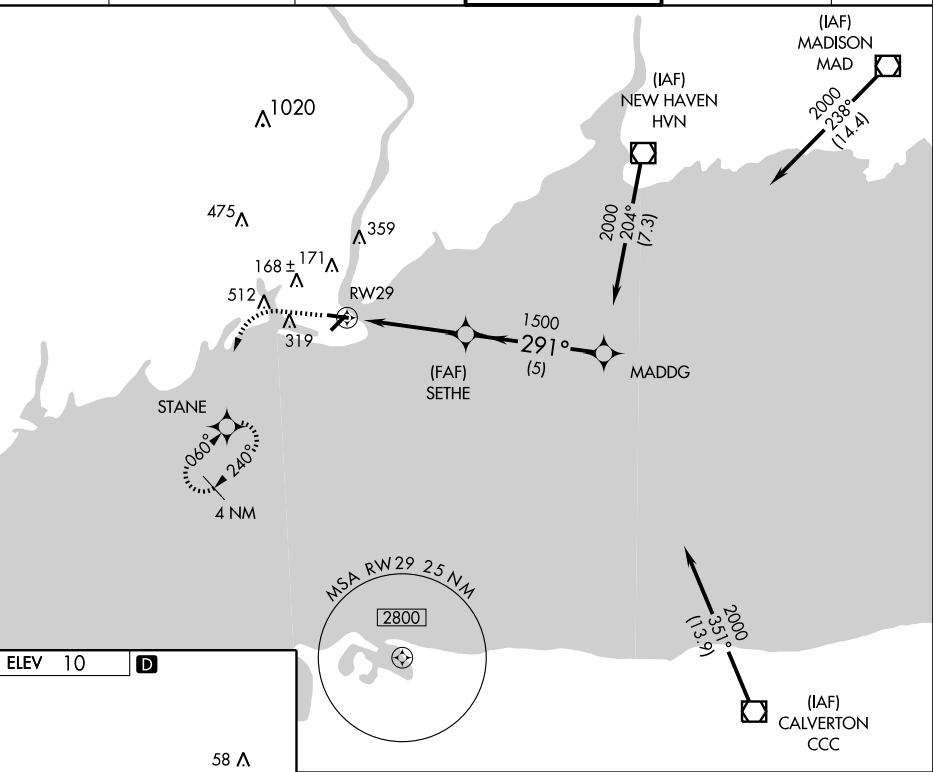 (IAF)
MADISON
MAD
2000
238°
(14.4)
(IAF)
NEW HAVEN
HVN
2000
204°
(7.3)
1020
475
359
171
168 ±
512
319
RW29
1500
291°
(5)
(FAF)
SETHE
MADDG
STANE
060°
240°
4 NM
MSA RW29 25 NM
2800
2000
351°
(13.9)
(IAF)
CALVERTON
CCC
ELEV 10 D
58